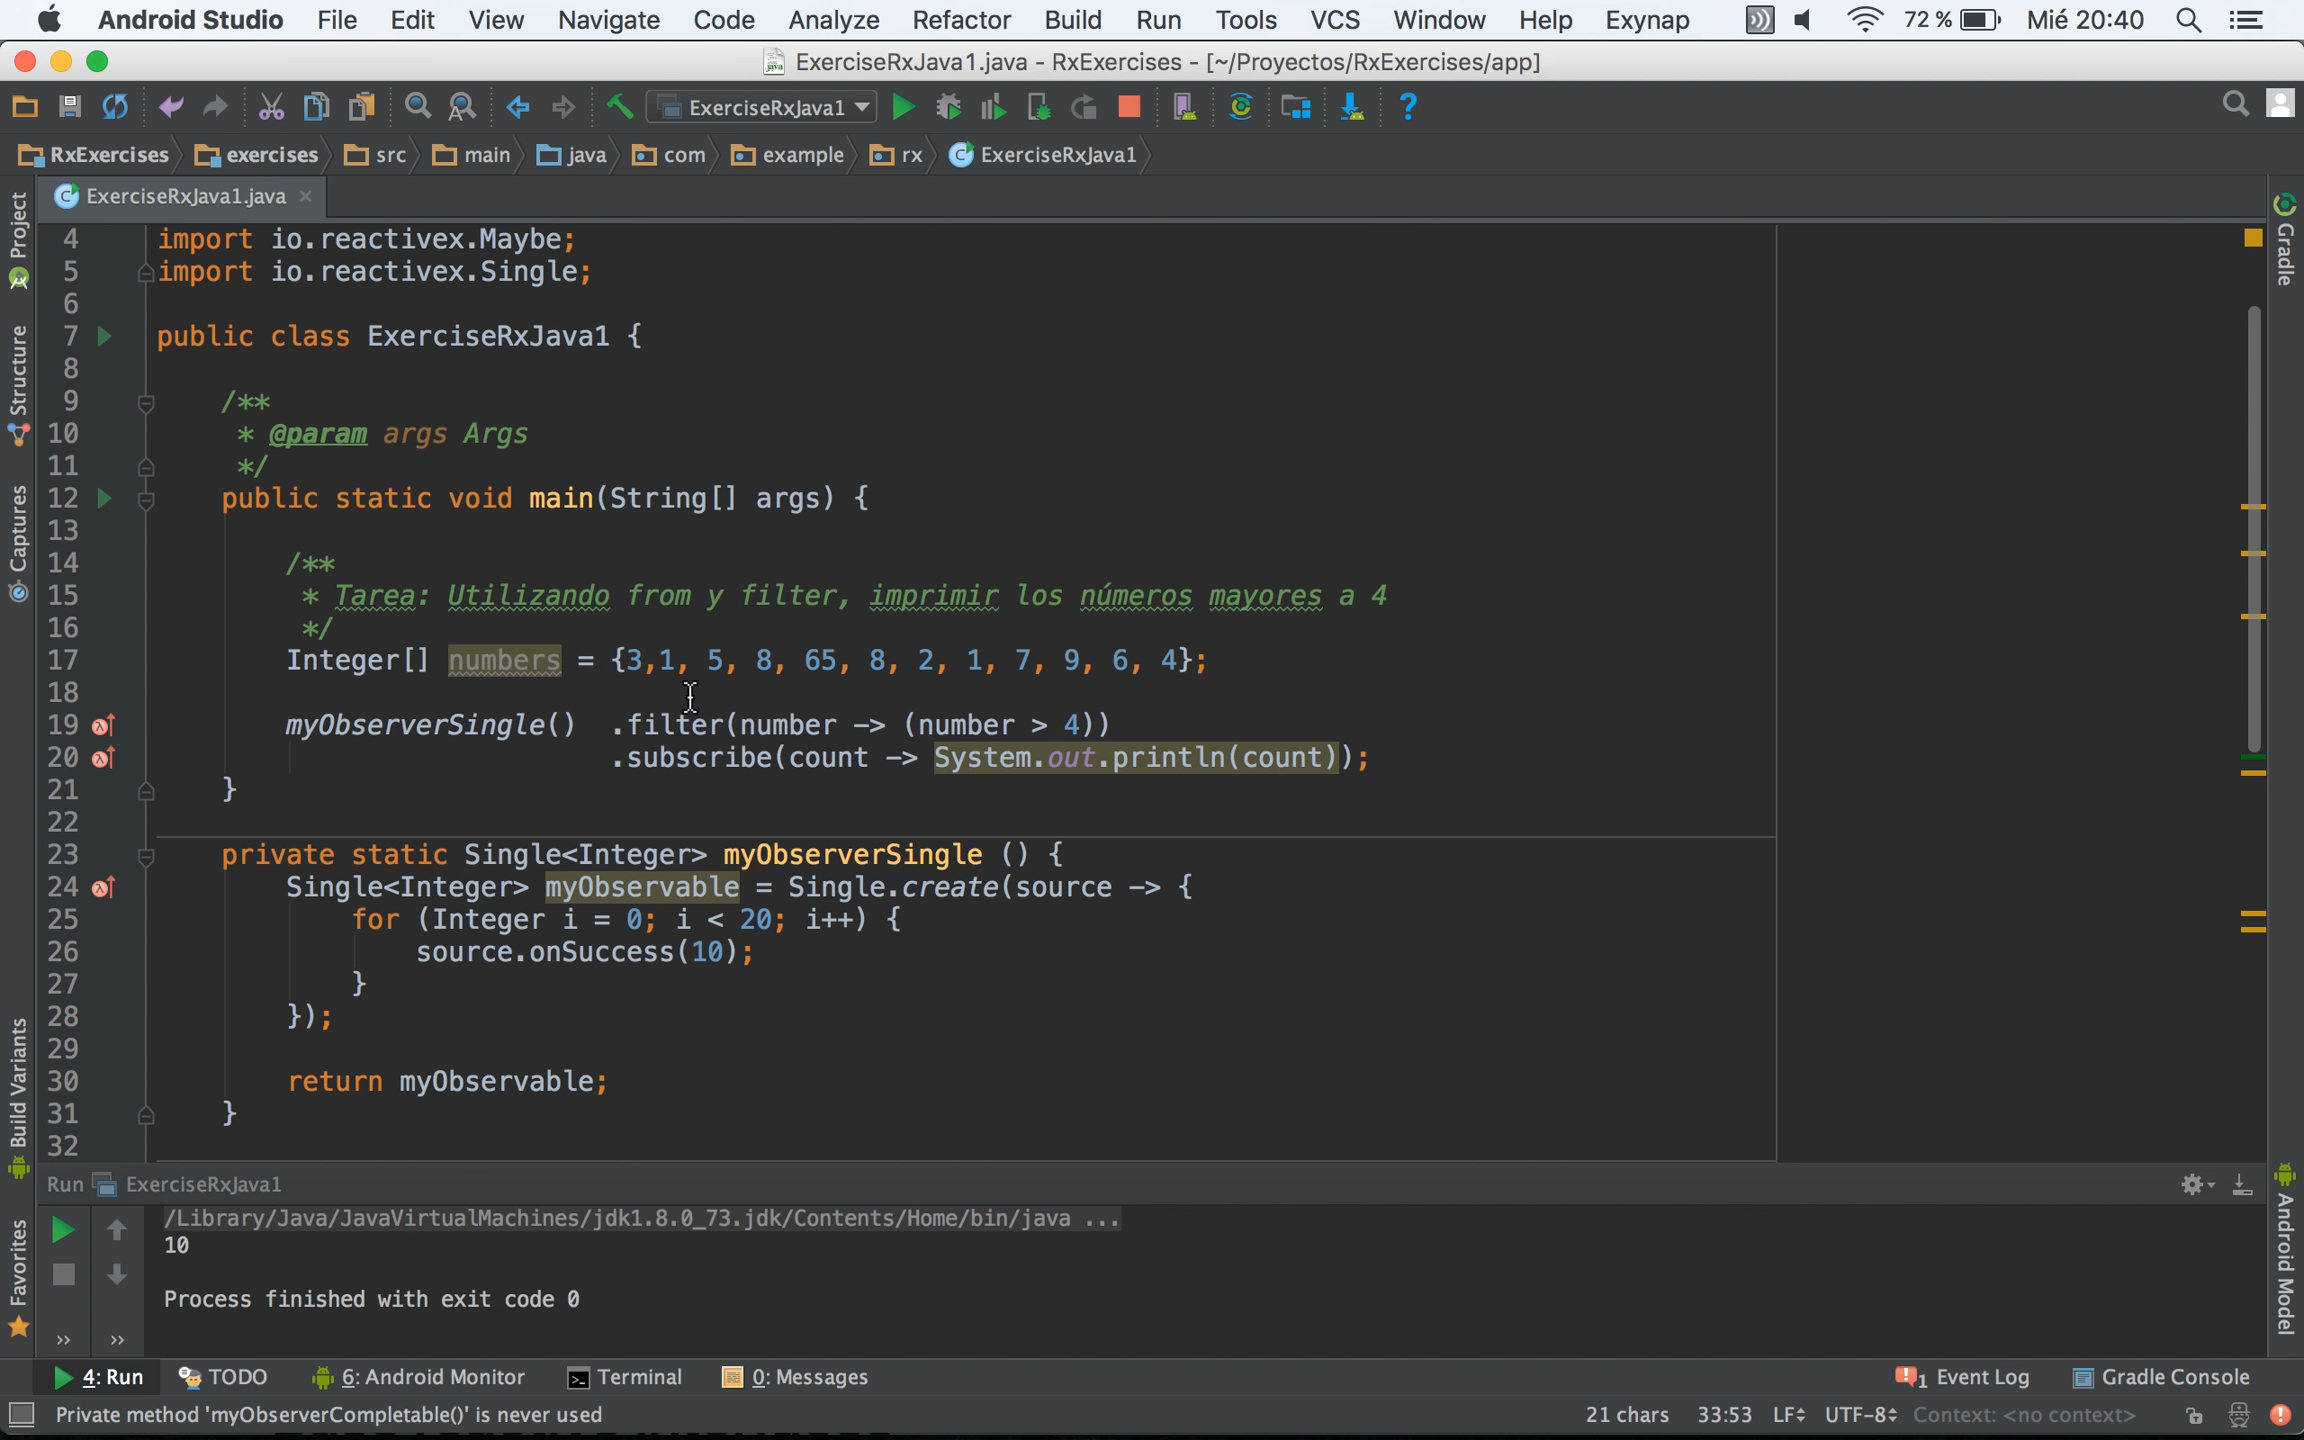 Android Studio File Edit View Navigate Code Analyze Refactor Build Run Tools VCS Window Help Exynap 72 % Mié 20:40
ExerciseRxJava1.java - RxExercises - [~/Proyectos/RxExercises/app]
ExerciseRxJava1
RxExercises exercises src main java com example rx ExerciseRxJava1
ExerciseRxJava1.java
Project
Structure
Captures
Build Variants
Favorites
Gradle
Android Model
4 import io.reactivex.Maybe;
5 import io.reactivex.Single;
6
7 public class ExerciseRxJava1 {
8
9 /**
10 * @param args Args
11 */
12 public static void main(String[] args) {
13
14 /**
15 * Tarea: Utilizando from y filter, imprimir los números mayores a 4
16 */
17 Integer[] numbers = {3,1, 5, 8, 65, 8, 2, 1, 7, 9, 6, 4};
18
19 myObserverSingle() .filter(number -> (number > 4))
20 .subscribe(count -> System.out.println(count));
21 }
22
23 private static Single<Integer> myObserverSingle () {
24 Single<Integer> myObservable = Single.create(source -> {
25 for (Integer i = 0; i < 20; i++) {
26 source.onSuccess(10);
27 }
28 });
29
30 return myObservable;
31 }
32
Run ExerciseRxJava1
/Library/Java/JavaVirtualMachines/jdk1.8.0_73.jdk/Contents/Home/bin/java ...
10
Process finished with exit code 0
4: Run TODO 6: Android Monitor Terminal 0: Messages 1 Event Log Gradle Console
Private method 'myObserverCompletable()' is never used 21 chars 33:53 LF UTF-8 Context: <no context>